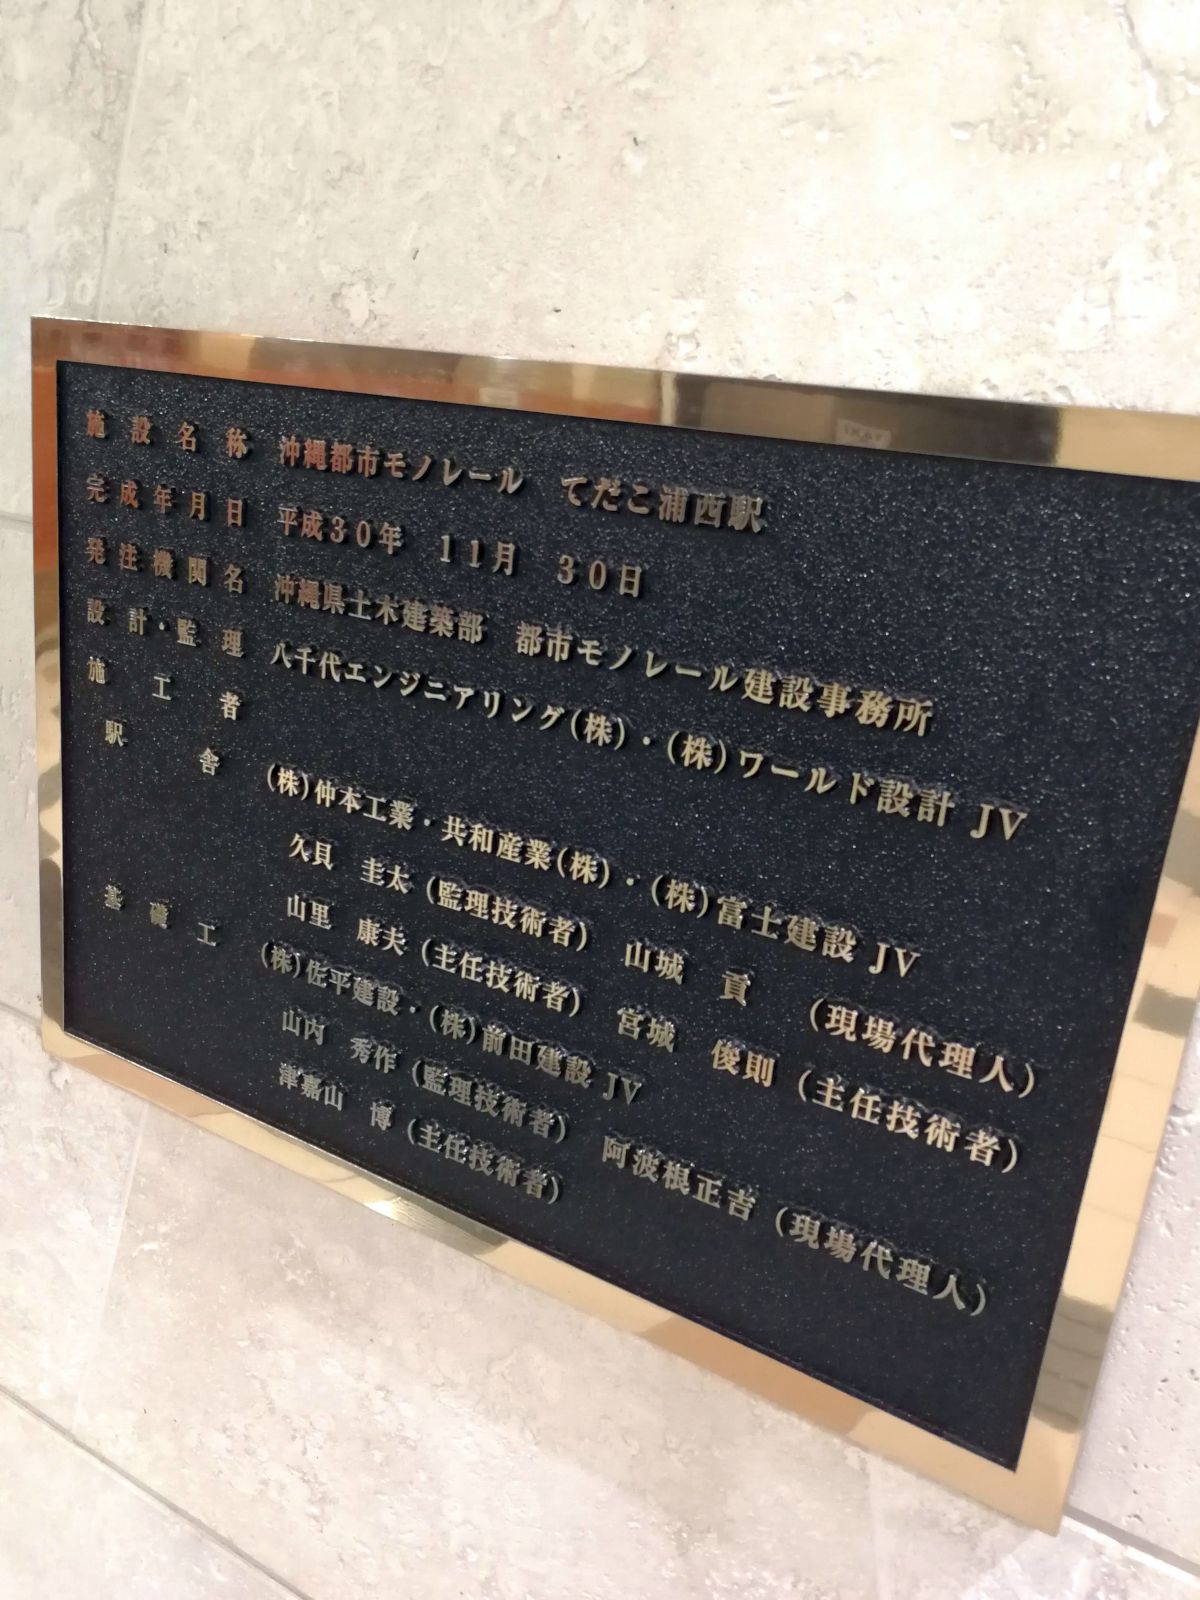 施設名称 沖縄都市モノレール てだこ浦西駅
完成年月日 平成30年 11月 30日
発注機関名 沖縄県土木建築部 都市モノレール建設事務所
設計・監理 八千代エンジニアリング(株)・(株)ワールド設計 JV
施工者
駅舎 (株)仲本工業・共和産業(株)・(株)富士建設 JV
久貝 圭太 (監理技術者) 山城 貢 (現場代理人)
山里 康夫 (主任技術者) 宮城 俊則 (主任技術者)
基礎工 (株)佐平建設・(株)前田建設 JV
山内 秀作 (監理技術者) 阿波根正吉 (現場代理人)
津嘉山 博 (主任技術者)